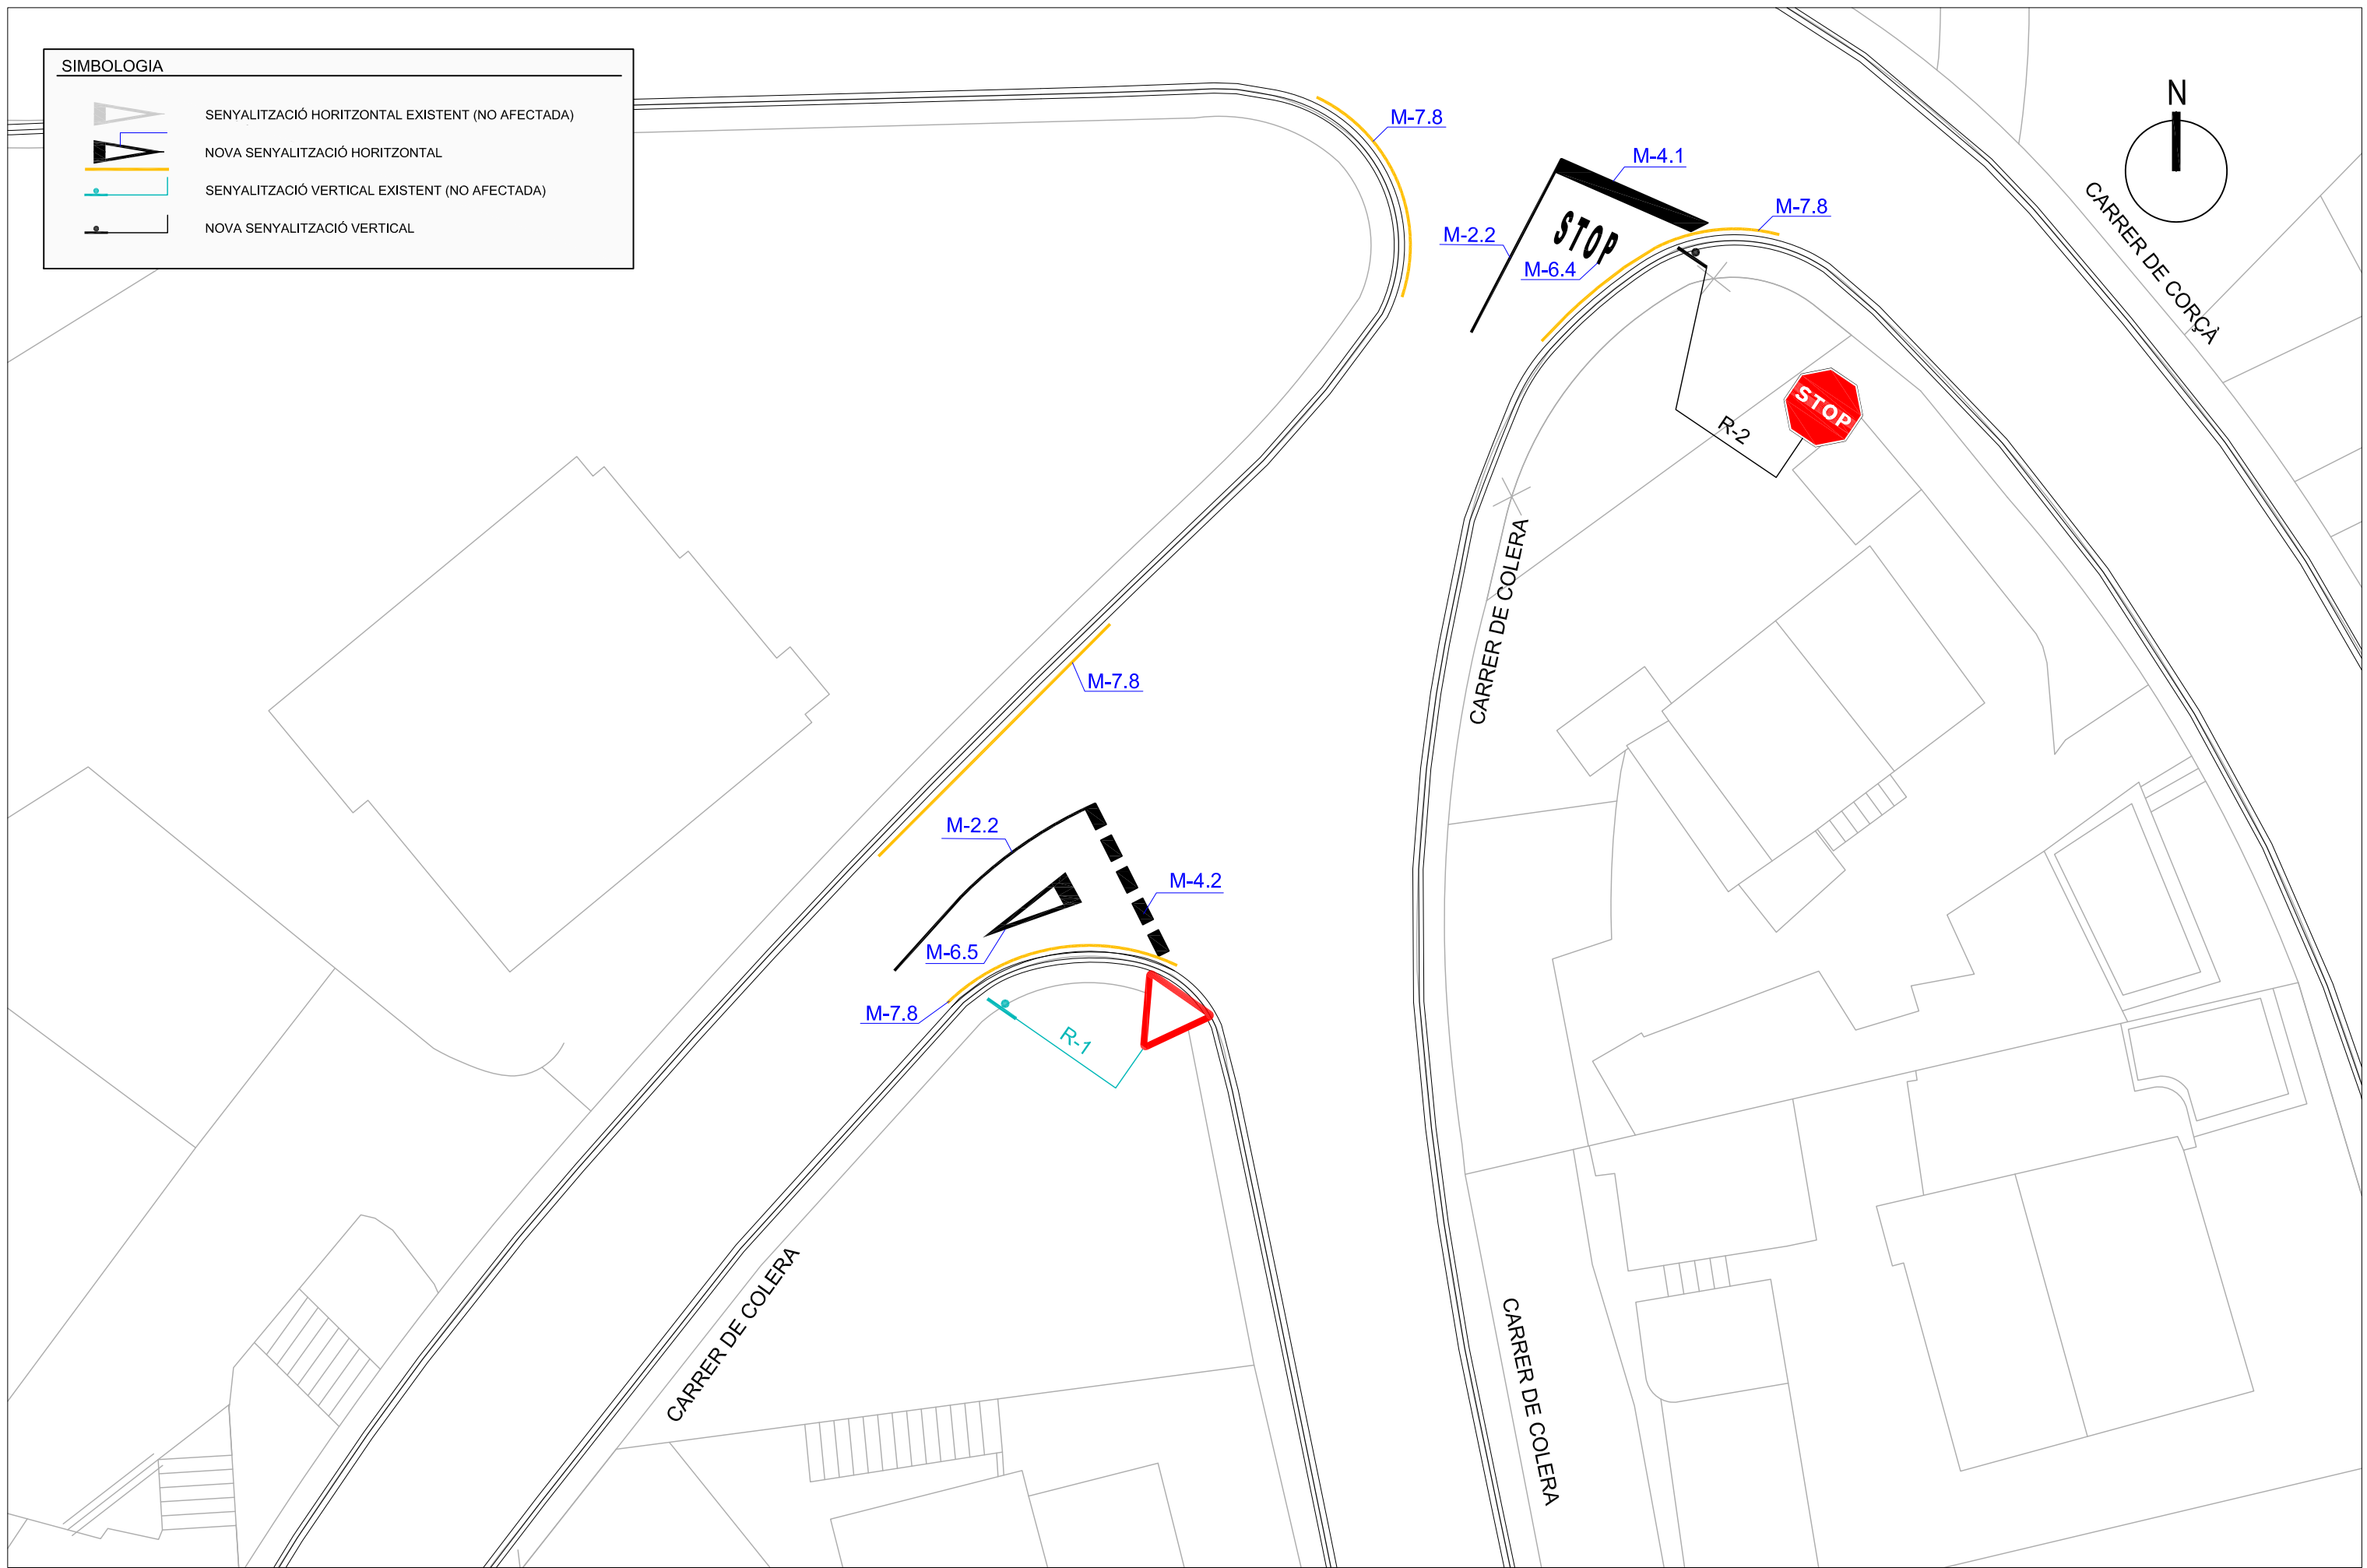 SIMBOLOGIA
SENYALITZACIÓ HORITZONTAL EXISTENT (NO AFECTADA)
NOVA SENYALITZACIÓ HORITZONTAL
SENYALITZACIÓ VERTICAL EXISTENT (NO AFECTADA)
NOVA SENYALITZACIÓ VERTICAL
N
M-7.8
M-4.1
M-7.8
M-2.2
STOP
M-6.4
CARRER DE CORÇÀ
STOP
R-2
CARRER DE COLERA
M-7.8
M-2.2
M-4.2
M-6.5
M-7.8
R-1
CARRER DE COLERA
CARRER DE COLERA